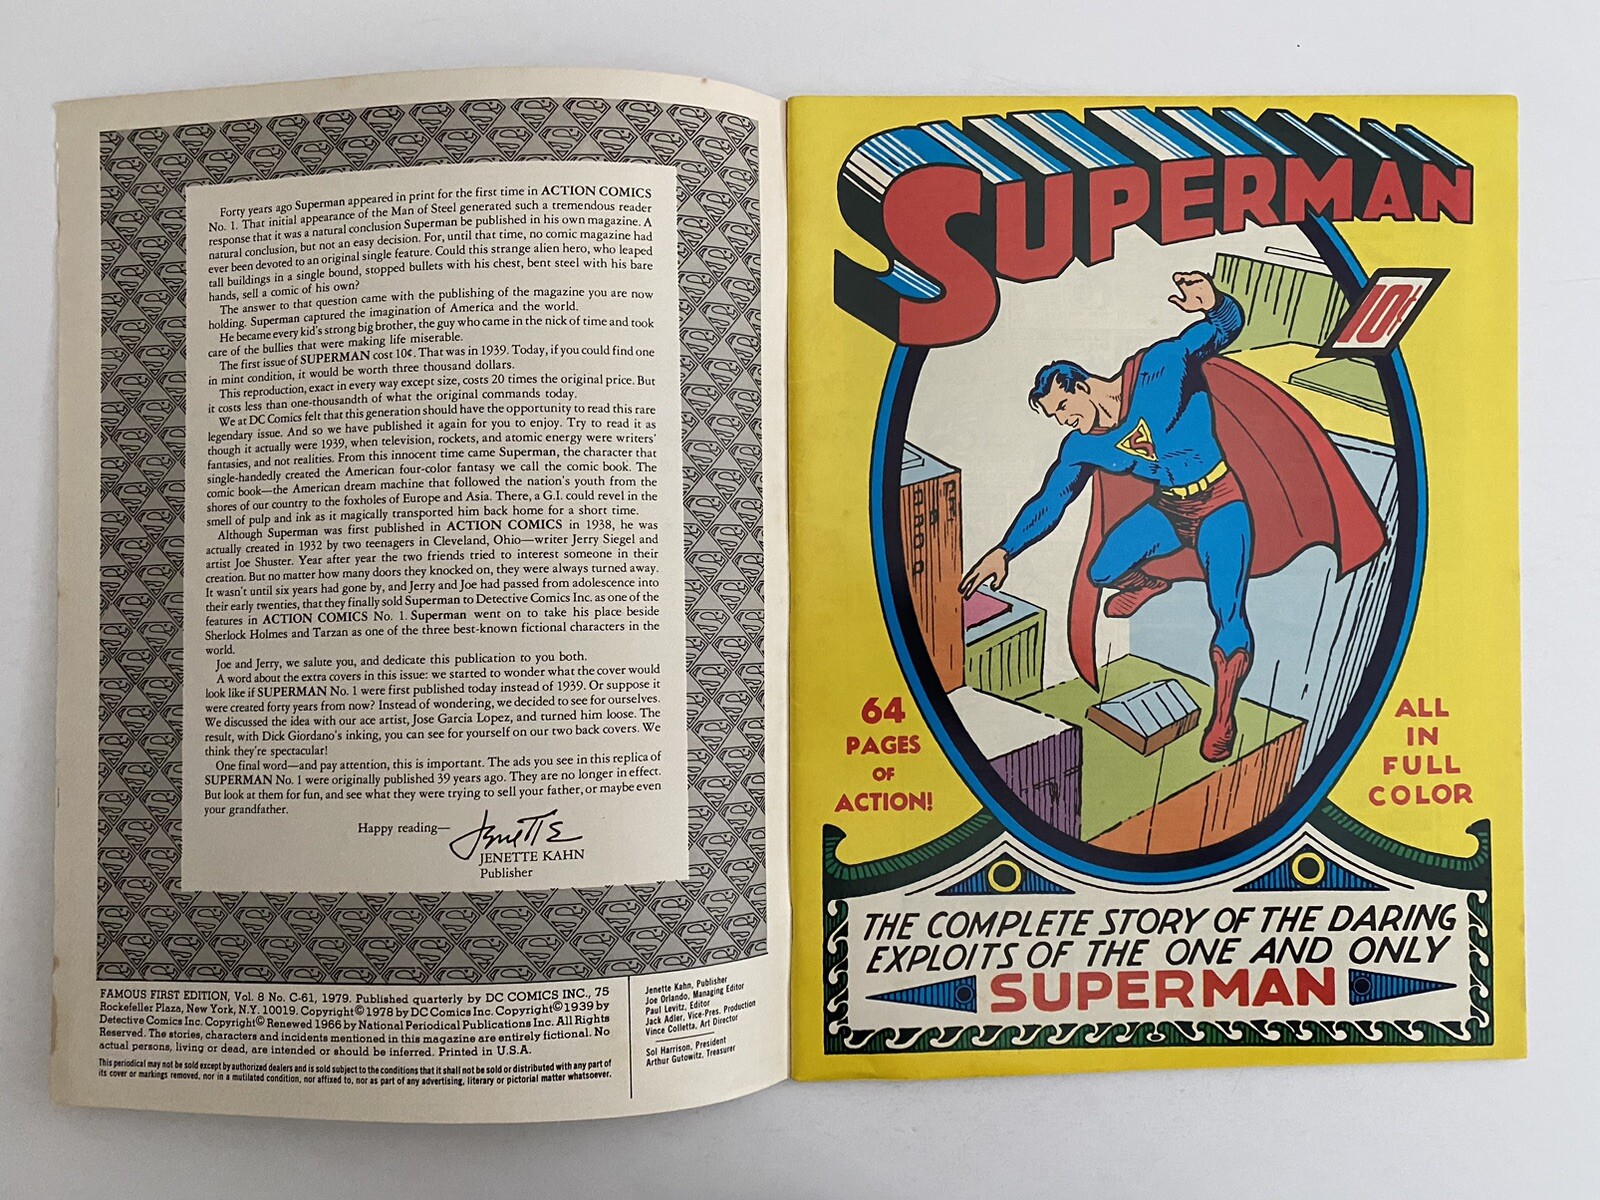 Forty years ago Superman appeared in print for the first time in ACTION COMICS
No. 1. That initial appearance of the Man of Steel generated such a tremendous reader
response that it was a natural conclusion Superman be published in his own magazine. A
natural conclusion, but not an easy decision. For, until that time, no comic magazine had
ever been devoted to an original single feature. Could this strange alien hero, who leaped
tall buildings in a single bound, stopped bullets with his chest, bent steel with his bare
hands, sell a comic of his own?
The answer to that question came with the publishing of the magazine you are now
holding. Superman captured the imagination of America and the world.
He became every kid's strong big brother, the guy who came in the nick of time and took
care of the bullies that were making life miserable.
The first issue of SUPERMAN cost 10¢. That was in 1939. Today, if you could find one
in mint condition, it would be worth three thousand dollars.
This reproduction, exact in every way except size, costs 20 times the original price. But
it costs less than one-thousandth of what the original commands today.
We at DC Comics felt that this generation should have the opportunity to read this rare
legendary issue. And so we have published it again for you to enjoy. Try to read it as
though it actually were 1939, when television, rockets, and atomic energy were writers'
fantasies, and not realities. From this innocent time came Superman, the character that
single-handedly created the American four-color fantasy we call the comic book. The
comic book—the American dream machine that followed the nation's youth from the
shores of our country to the foxholes of Europe and Asia. There, a G.I. could revel in the
smell of pulp and ink as it magically transported him back home for a short time.
Although Superman was first published in ACTION COMICS in 1938, he was
actually created in 1932 by two teenagers in Cleveland, Ohio—writer Jerry Siegel and
artist Joe Shuster. Year after year the two friends tried to interest someone in their
creation. But no matter how many doors they knocked on, they were always turned away.
It wasn't until six years had gone by, and Jerry and Joe had passed from adolescence into
their early twenties, that they finally sold Superman to Detective Comics Inc. as one of the
features in ACTION COMICS No. 1. Superman went on to take his place beside
Sherlock Holmes and Tarzan as one of the three best-known fictional characters in the
world.
Joe and Jerry, we salute you, and dedicate this publication to you both.
A word about the extra covers in this issue: we started to wonder what the cover would
look like if SUPERMAN No. 1 were first published today instead of 1939. Or suppose it
were created forty years from now? Instead of wondering, we decided to see for ourselves.
We discussed the idea with our ace artist, Jose Garcia Lopez, and turned him loose. The
result, with Dick Giordano's inking, you can see for yourself on our two back covers. We
think they're spectacular!
One final word—and pay attention, this is important. The ads you see in this replica of
SUPERMAN No. 1 were originally published 39 years ago. They are no longer in effect.
But look at them for fun, and see what they were trying to sell your father, or maybe even
your grandfather.
Happy reading—
Jenette
JENETTE KAHN
Publisher
FAMOUS FIRST EDITION, Vol. 8 No. C-61, 1979. Published quarterly by DC COMICS INC., 75
Rockefeller Plaza, New York, N.Y. 10019. Copyright © 1978 by DC Comics Inc. Copyright © 1939 by
Detective Comics Inc. Copyright © Renewed 1966 by National Periodical Publications Inc. All Rights
Reserved. The stories, characters and incidents mentioned in this magazine are entirely fictional. No
actual persons, living or dead, are intended or should be inferred. Printed in U.S.A.
This periodical may not be sold except by authorized dealers and is sold subject to the conditions that it shall not be sold or distributed with any part of
its cover or markings removed, nor in a mutilated condition, nor affixed to, nor as part of any advertising, literary or pictorial matter whatsoever.
Jenette Kahn, Publisher
Joe Orlando, Managing Editor
Paul Levitz, Editor
Jack Adler, Vice-Pres. Production
Vince Colletta, Art Director
Sol Harrison, President
Arthur Gutowitz, Treasurer
SUPERMAN
10¢
64
PAGES
OF
ACTION!
ALL
IN
FULL
COLOR
THE COMPLETE STORY OF THE DARING
EXPLOITS OF THE ONE AND ONLY
SUPERMAN